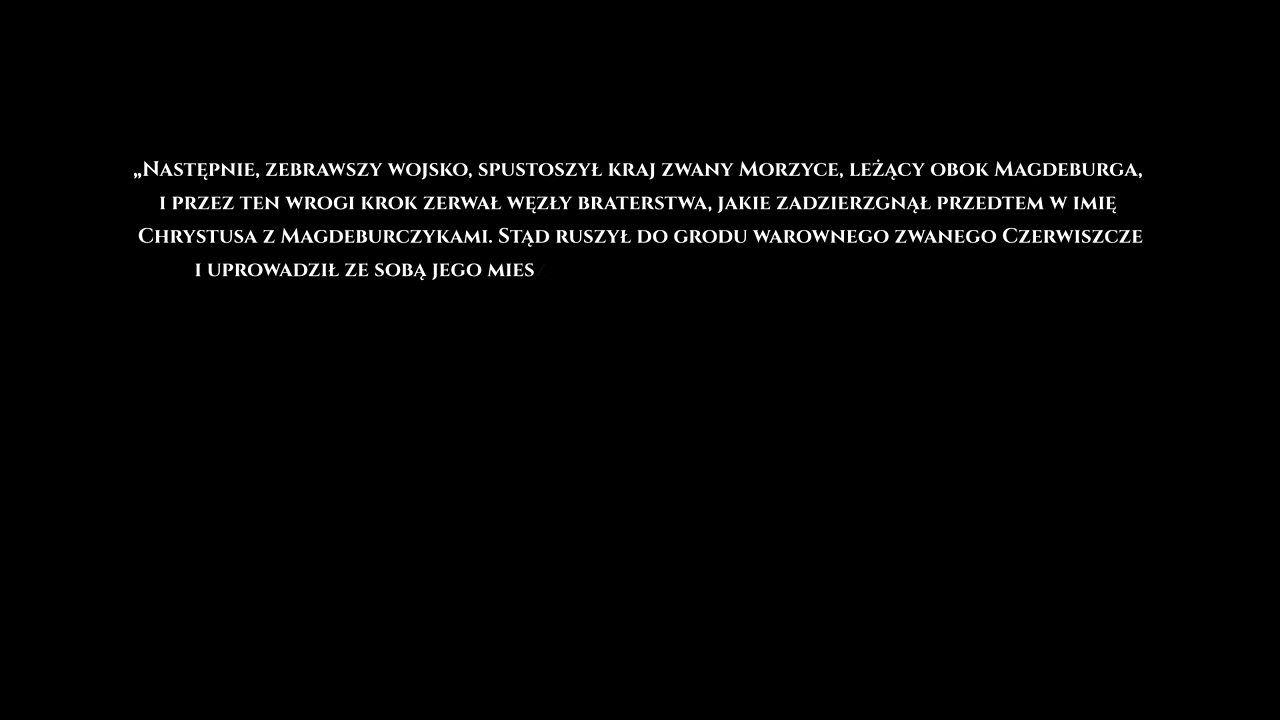 „Następnie, zebrawszy wojsko, spustoszył kraj zwany Morzyce, leżący obok Magdeburga,
i przez ten wrogi krok zerwał węzły braterstwa, jakie zadzierzgnął przedtem w imię
Chrystusa z Magdeburczykami. Stąd ruszył do grodu warownego zwanego Czerwiszcze
i uprowadził ze sobą jego mies